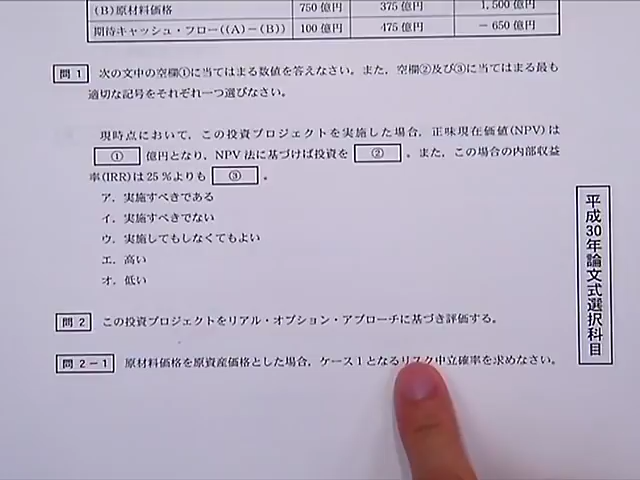 (B)原材料価格 750億円 375億円 1,500億円
期待キャッシュ・フロー((A)-(B)) 100億円 475億円 -650億円
問1 次の文中の空欄①に当てはまる数値を答えなさい。また，空欄②及び③に当てはまる最も
適切な記号をそれぞれ一つ選びなさい。
現時点において，この投資プロジェクトを実施した場合，正味現在価値(NPV)は
① 億円となり，NPV法に基づけば投資を ② 。また，この場合の内部収益
率(IRR)は25％よりも ③ 。
ア．実施すべきである
イ．実施すべきでない
ウ．実施してもしなくてもよい
エ．高い
オ．低い
問2 この投資プロジェクトをリアル・オプション・アプローチに基づき評価する。
問2-1 原材料価格を原資産価格とした場合，ケース1となるリスク中立確率を求めなさい。
平成30年論文式選択科目